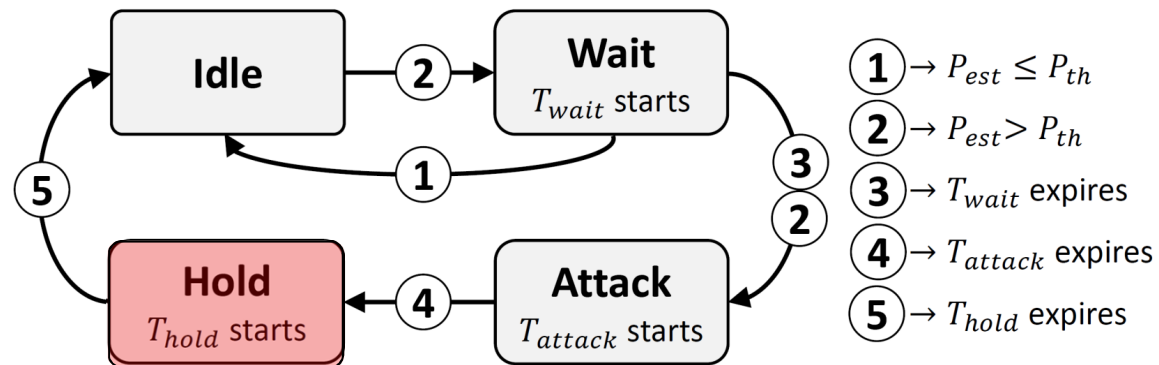 Idle
2
Wait
T_wait starts
1
3
2
5
Hold
T_hold starts
4
Attack
T_attack starts
1 → P_est ≤ P_th
2 → P_est > P_th
3 → T_wait expires
4 → T_attack expires
5 → T_hold expires